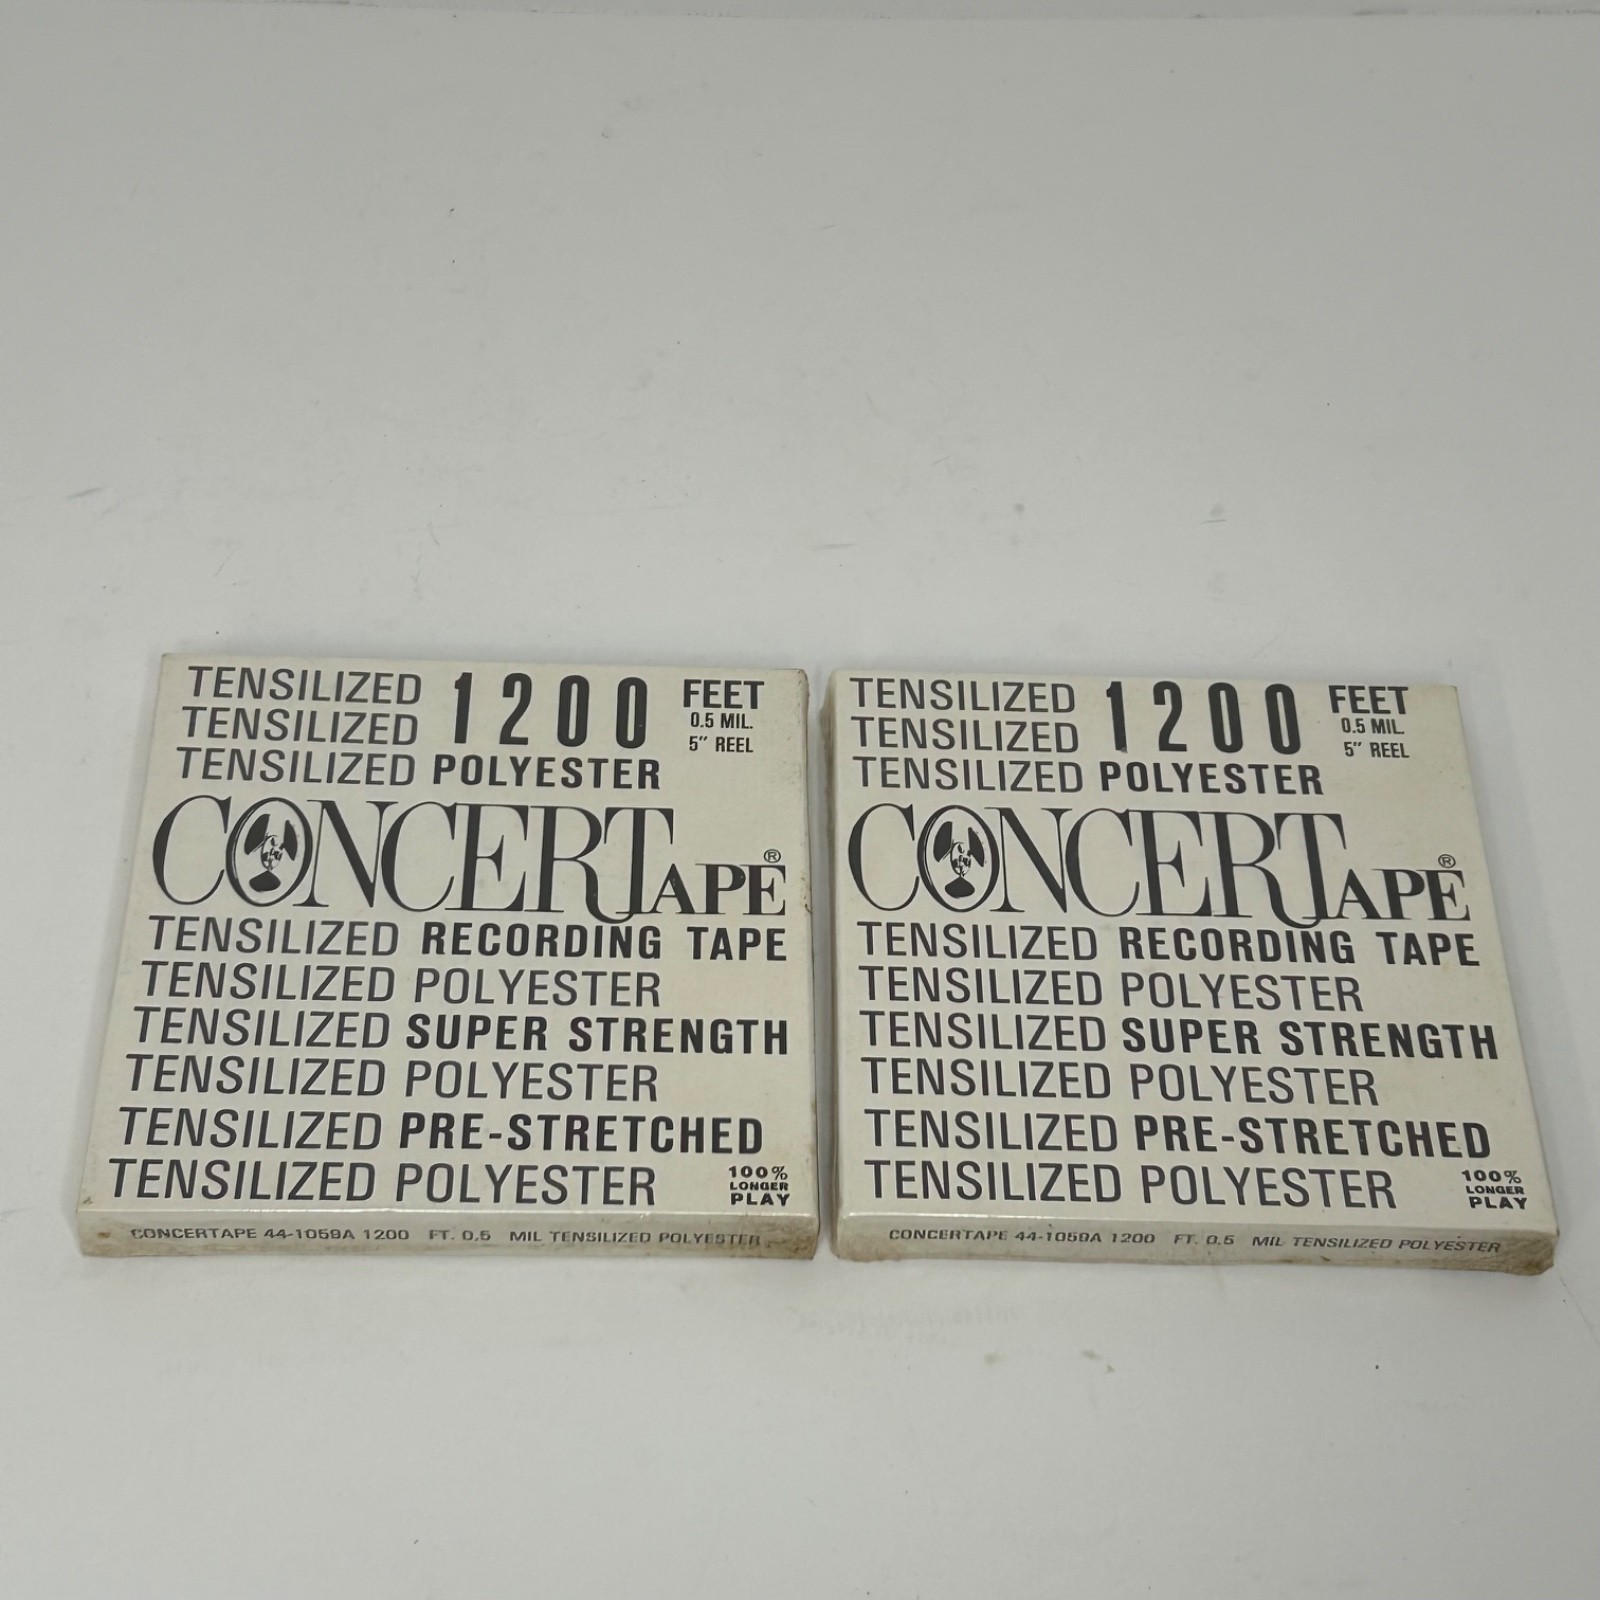 TENSILIZED 1200 FEET
TENSILIZED 0.5 MIL.
5" REEL
TENSILIZED POLYESTER
CONCERTAPE®
TENSILIZED RECORDING TAPE
TENSILIZED POLYESTER
TENSILIZED SUPER STRENGTH
TENSILIZED POLYESTER
TENSILIZED PRE-STRETCHED
TENSILIZED POLYESTER
100%
LONGER
PLAY
CONCERTAPE 44-1059A 1200 FT. 0.5 MIL TENSILIZED POLYESTER
TENSILIZED 1200 FEET
TENSILIZED 0.5 MIL.
5" REEL
TENSILIZED POLYESTER
CONCERTAPE®
TENSILIZED RECORDING TAPE
TENSILIZED POLYESTER
TENSILIZED SUPER STRENGTH
TENSILIZED POLYESTER
TENSILIZED PRE-STRETCHED
TENSILIZED POLYESTER
100%
LONGER
PLAY
CONCERTAPE 44-1059A 1200 FT. 0.5 MIL TENSILIZED POLYESTER